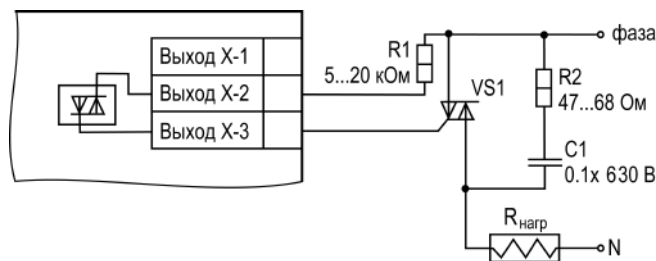 Выход X-1
Выход X-2
Выход X-3
R1
5...20 кОм
VS1
фаза
R2
47...68 Ом
C1
0.1x 630 В
Rнагр
N